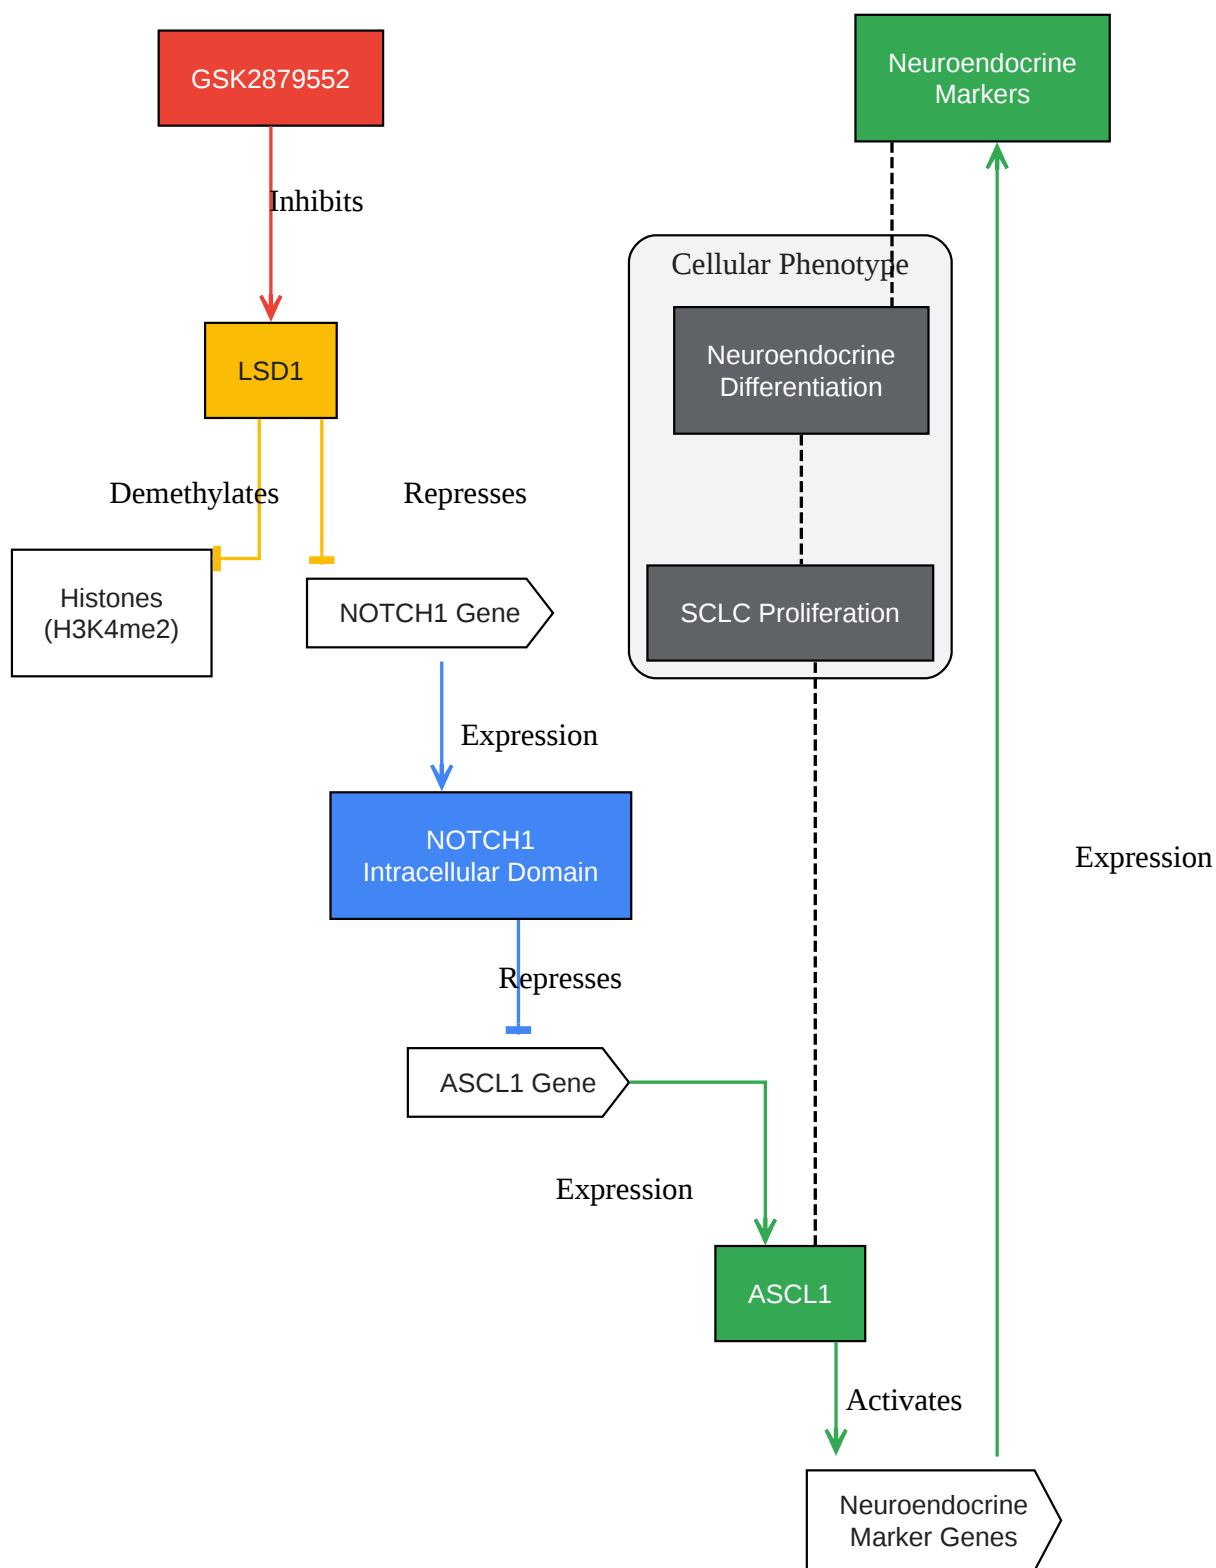 GSK2879552
Neuroendocrine
Markers
Inhibits
Cellular Phenotype
Neuroendocrine
Differentiation
LSD1
Demethylates
Represses
Histones
(H3K4me2)
NOTCH1 Gene
SCLC Proliferation
Expression
NOTCH1
Intracellular Domain
Expression
Represses
ASCL1 Gene
Expression
ASCL1
Activates
Neuroendocrine
Marker Genes